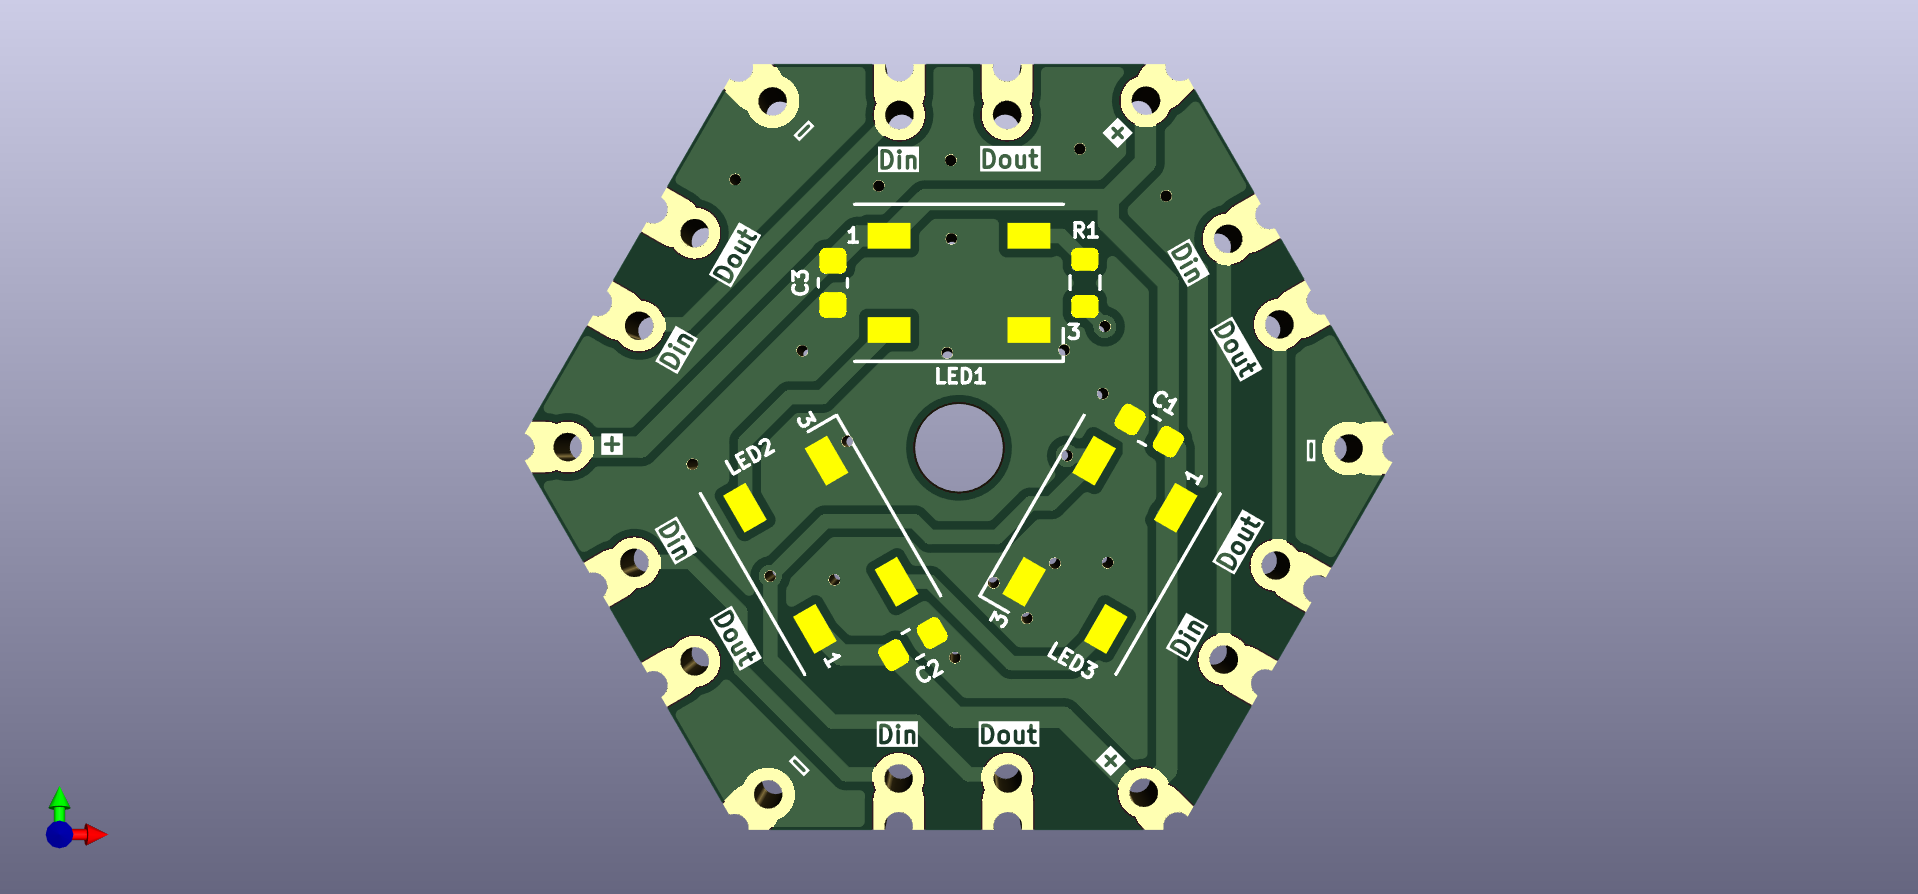 +
Din
Dout
Dout
Din
1
R1
C3
Dout
3
Din
LED1
C1
3
+
LED2
1
Din
Dout
Dout
Din
3
1
LED3
C2
Din
Dout
+